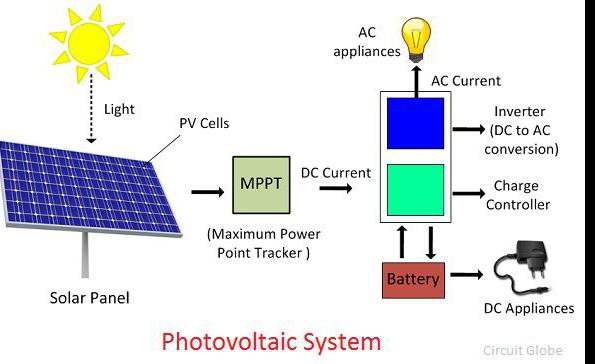 AC
appliances
AC Current
Light
PV Cells
Inverter
(DC to AC
conversion)
MPPT
DC Current
Charge
Controller
(Maximum Power
Point Tracker )
Battery
Solar Panel
DC Appliances
Photovoltaic System
Circuit Globe